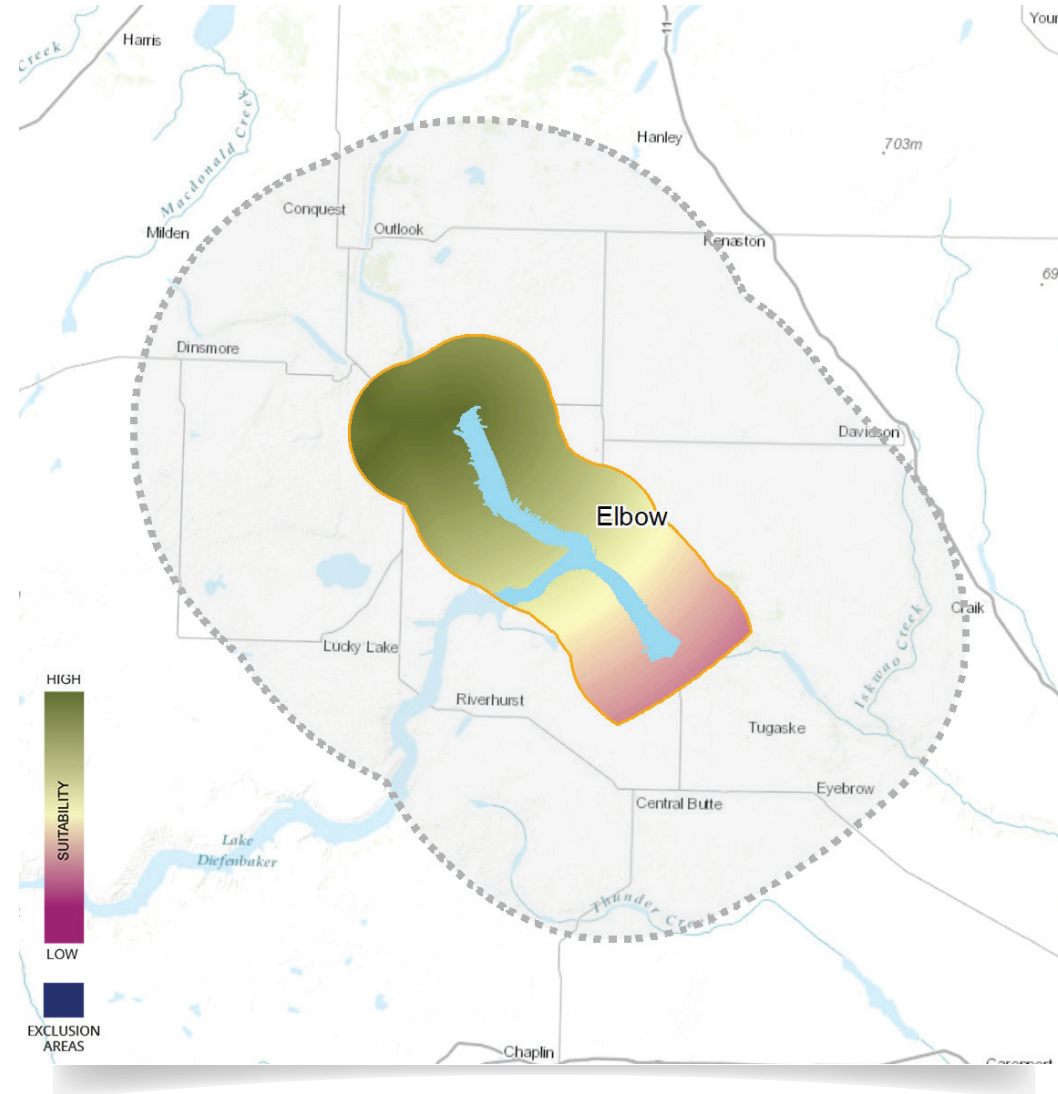 Your
Harris
Creek
11
Hanley
703m
Macdonald Creek
Conquest
Milden
Outlook
Kenaston
69
Dinsmore
Davidson
Elbow
Craik
Lucky Lake
Iskwao Creek
HIGH
Riverhurst
Tugaske
SUITABILITY
Eyebrow
Central Butte
Lake
Diefenbaker
Thunder Creek
LOW
EXCLUSION
AREAS
Chaplin